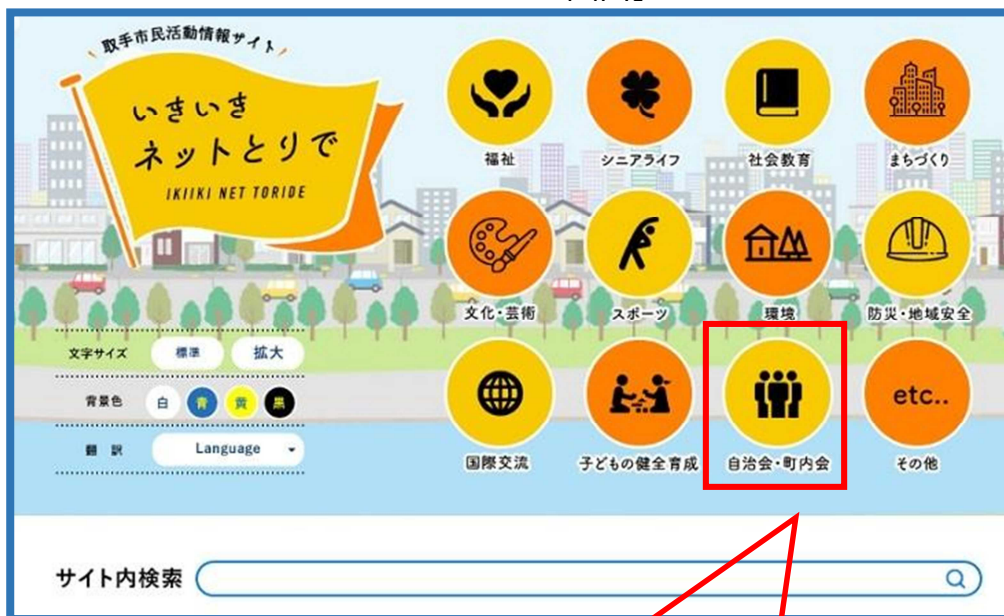 取手市民活動情報サイト
いきいき
ネットとりで
IKIIKI NET TORIDE
福祉
シニアライフ
社会教育
まちづくり
文化・芸術
スポーツ
環境
防災・地域安全
文字サイズ 標準 拡大
背景色 白 青 黄 黒
翻訳 Language
etc..
国際交流
子どもの健全育成
自治会・町内会
その他
サイト内検索